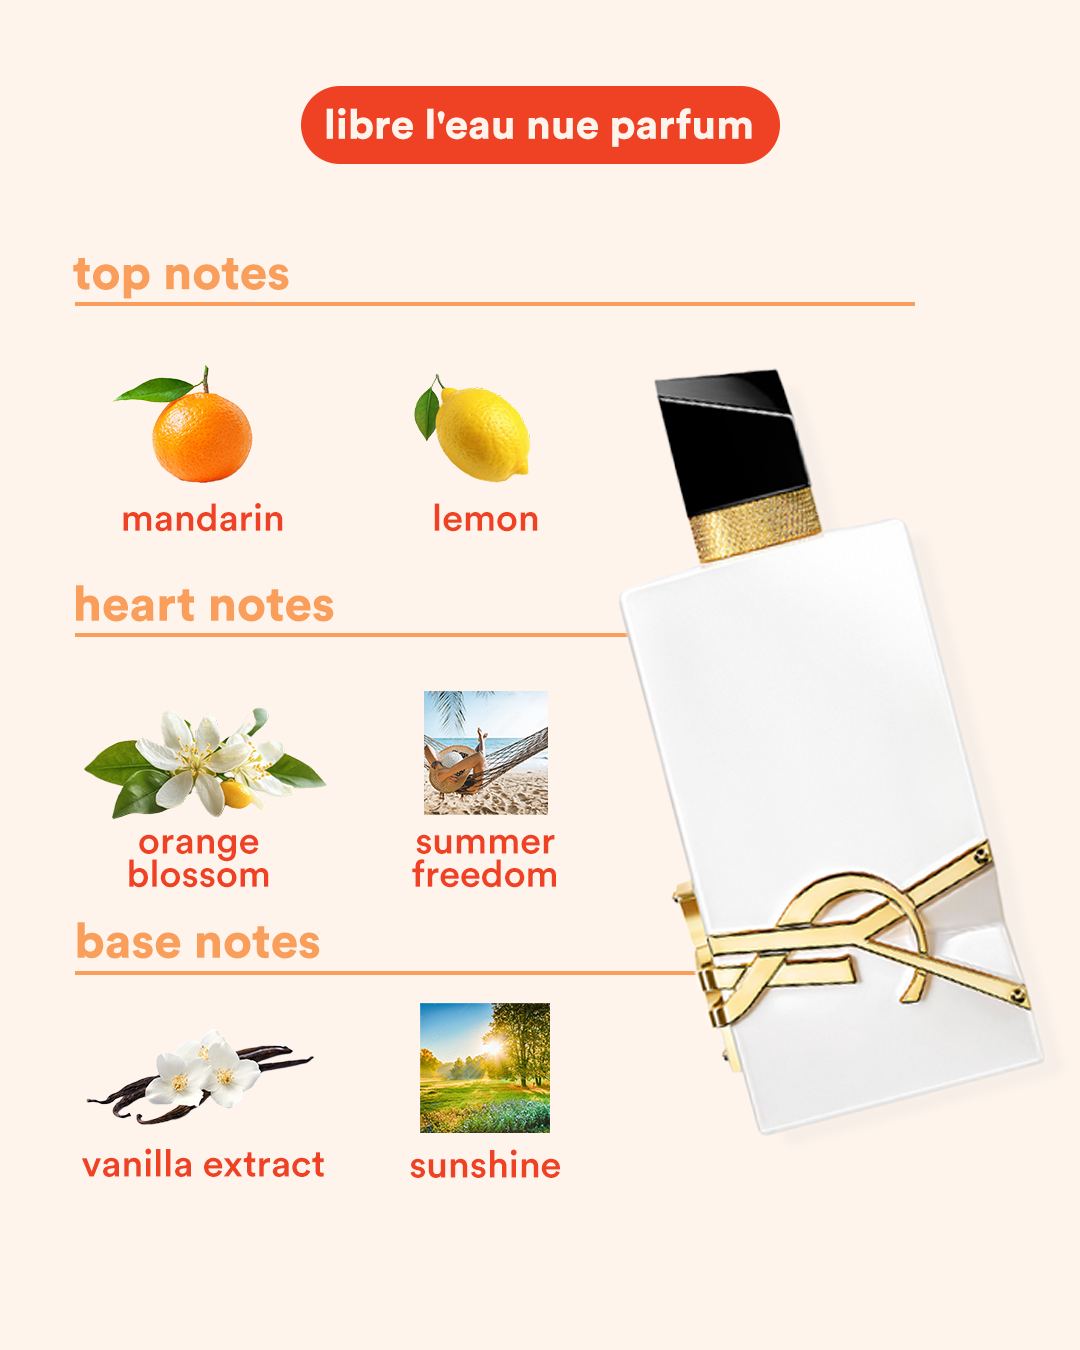 libre l'eau nue parfum
top notes
mandarin
lemon
heart notes
orange
blossom
summer
freedom
base notes
vanilla extract
sunshine